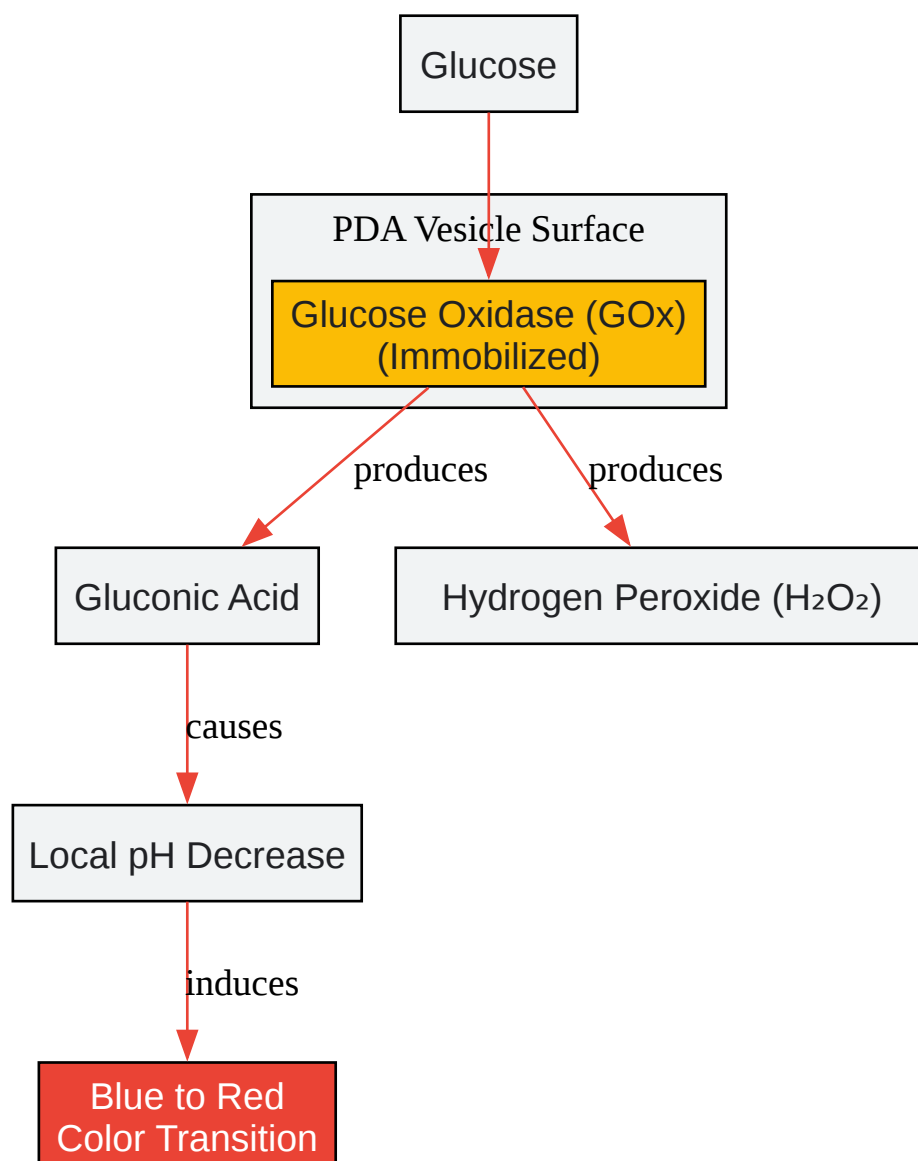 Glucose
PDA Vesicle Surface
Glucose Oxidase (GOx)
(Immobilized)
produces
produces
Gluconic Acid
Hydrogen Peroxide (H₂O₂)
causes
Local pH Decrease
induces
Blue to Red
Color Transition